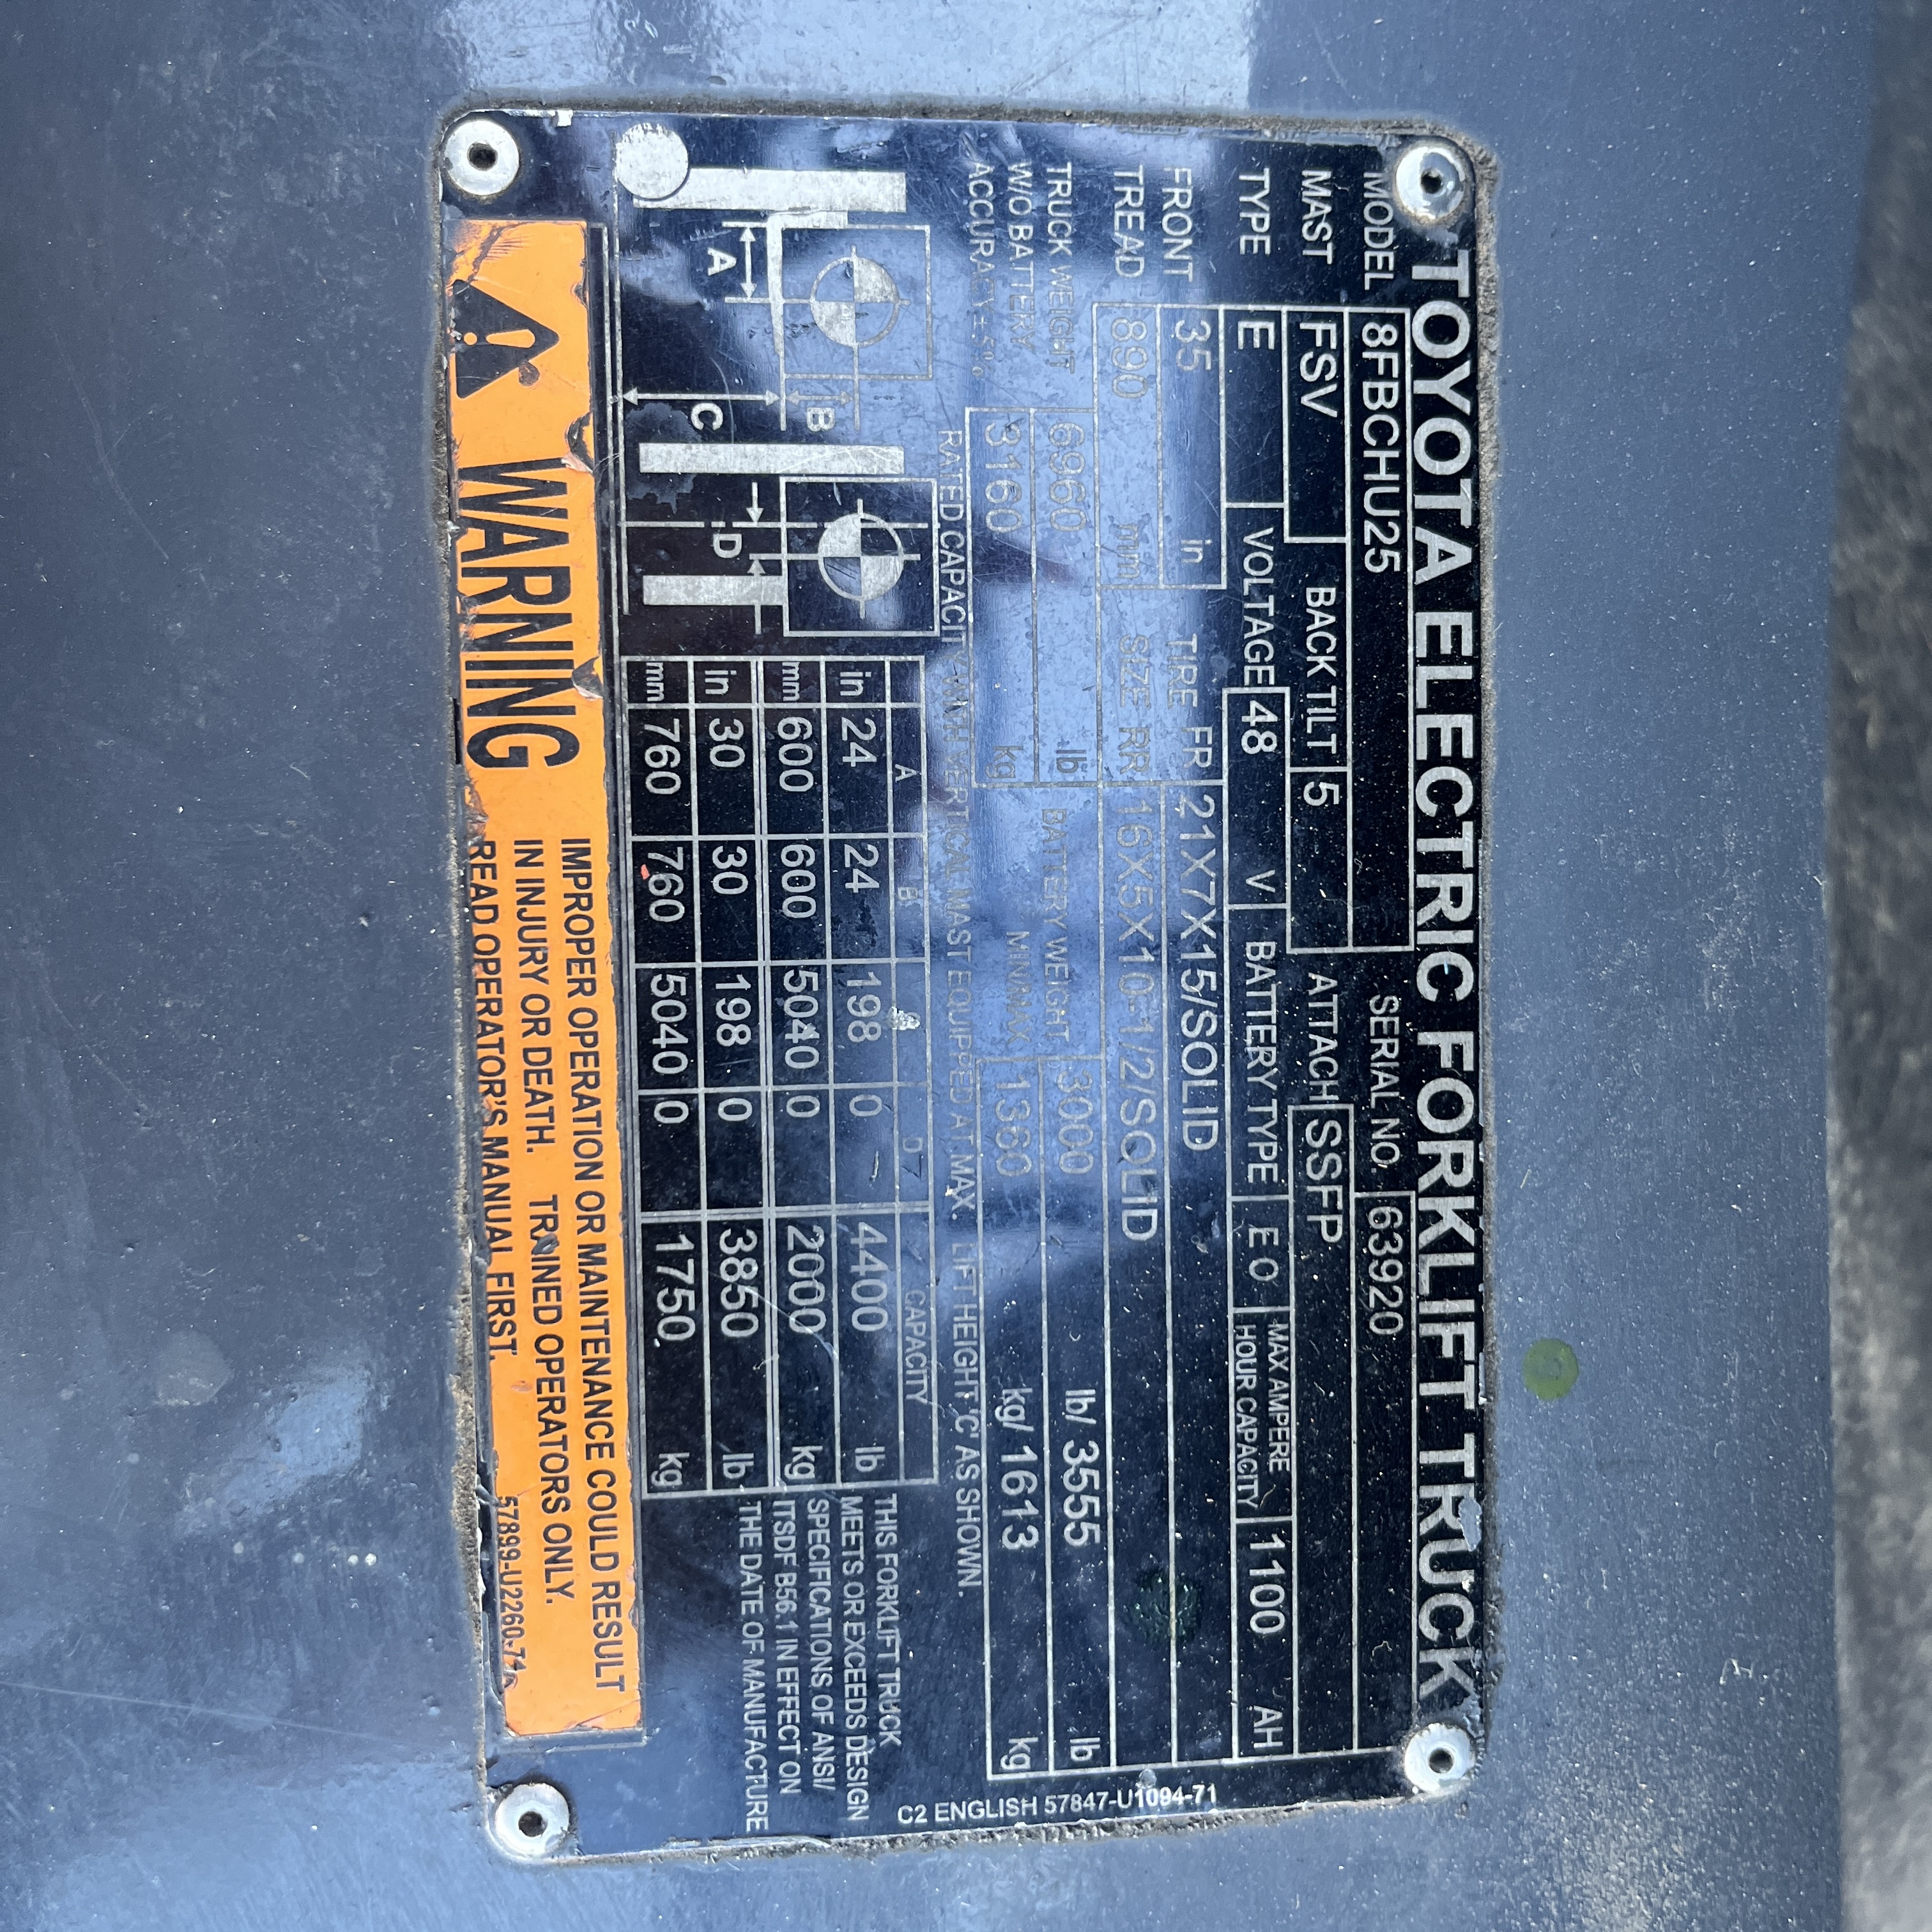 TOYOTA ELECTRIC FORKLIFT TRUCK
MODEL 8FBCHU25 SERIAL NO. 63920
MAST FSV BACK TILT 5 ATTACH SSFP
TYPE E VOLTAGE 48 V BATTERY TYPE E O MAX AMPERE HOUR CAPACITY 1100 AH
FRONT 35 in TIRE FR 21X7X15/SOLID
TREAD 890 mm SIZE RR 16X5X10-1/2/SOLID
TRUCK WEIGHT 6960 lb BATTERY WEIGHT 3000 lb/ 3555 lb
W/O BATTERY 3160 kg MIN/MAX 1360 kg/ 1613 kg
ACCURACY ±5%
RATED CAPACITY WITH VERTICAL MAST EQUIPPED AT MAX. LIFT HEIGHT 'C' AS SHOWN.
A B C D
A B D CAPACITY
in 24 24 198 0 4400 lb
mm 600 600 5040 0 2000 kg
in 30 30 198 0 3850 lb
mm 760 760 5040 0 1750 kg
THIS FORKLIFT TRUCK
MEETS OR EXCEEDS DESIGN
SPECIFICATIONS OF ANSI/
ITSDF B56.1 IN EFFECT ON
THE DATE OF MANUFACTURE
C2 ENGLISH 57847-U1094-71
WARNING
IMPROPER OPERATION OR MAINTENANCE COULD RESULT
IN INJURY OR DEATH. TRAINED OPERATORS ONLY.
READ OPERATOR'S MANUAL FIRST.
57899-U2260-71